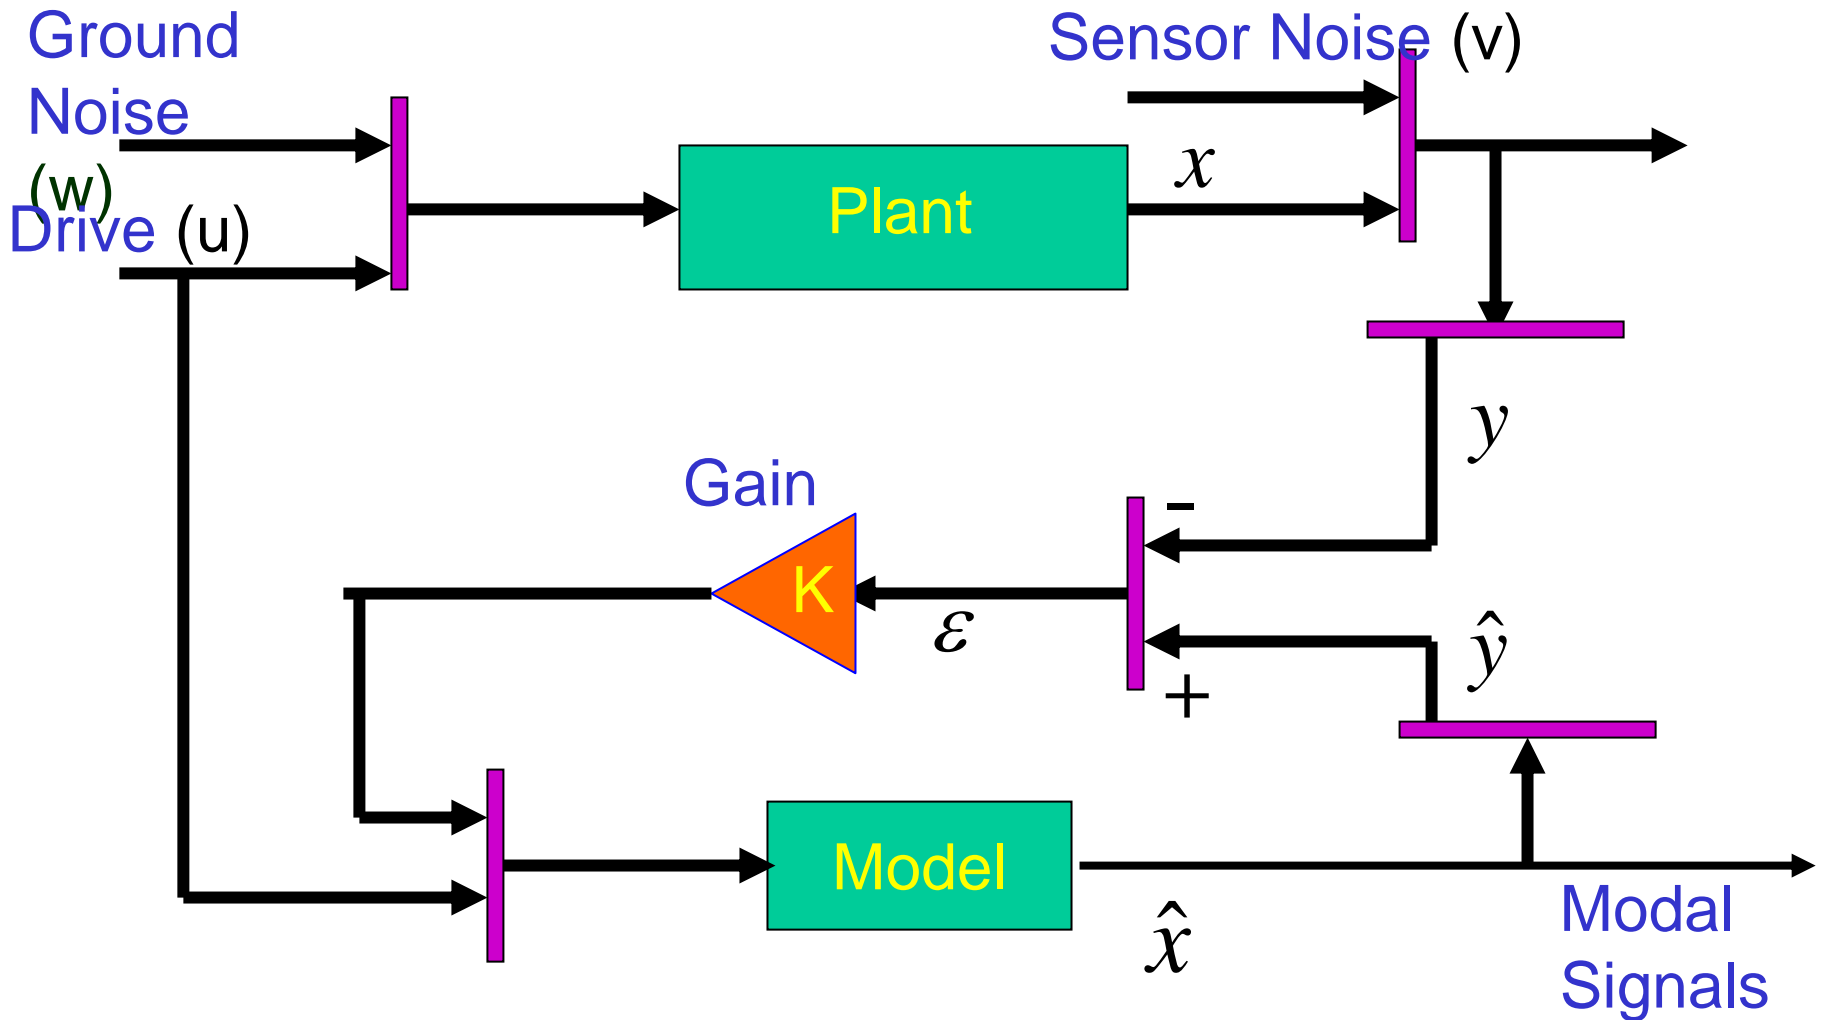 Ground
Noise
(w)
Drive (u)
Sensor Noise (v)
Plant
x
y
Gain
K
ε
-
+
ŷ
Model
x̂
Modal
Signals